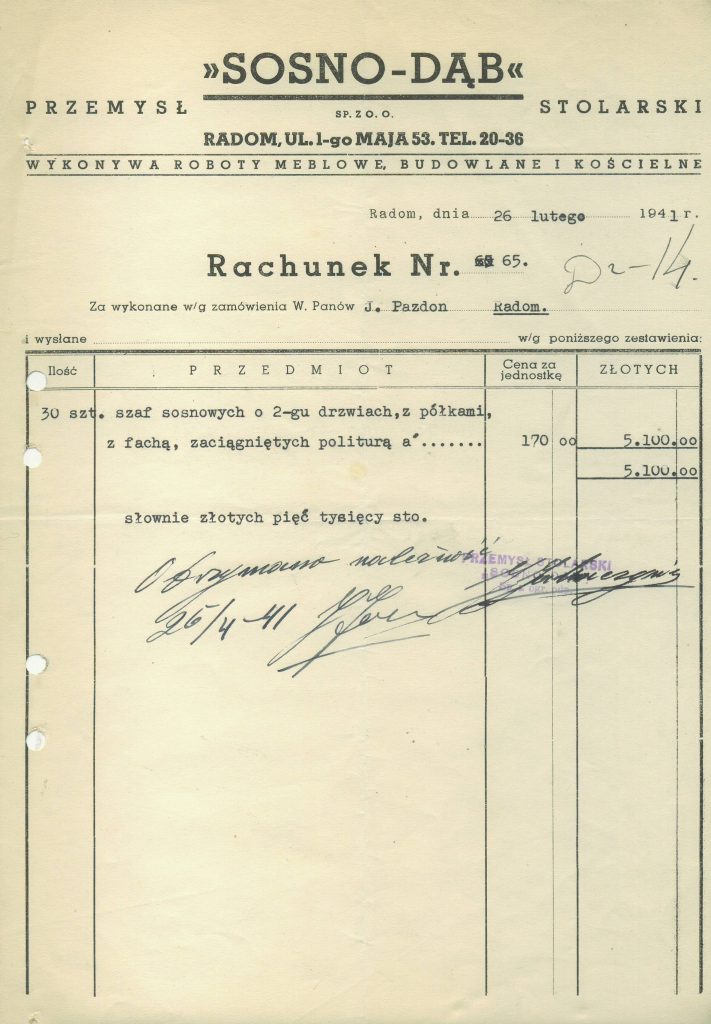 »SOSNO-DĄB«
PRZEMYSŁ SP. Z O. O. STOLARSKI
RADOM, UL. 1-go MAJA 53. TEL. 20-36
WYKONYWA ROBOTY MEBLOWE, BUDOWLANE I KOŚCIELNE
Radom, dnia 26 lutego 1941 r.
Rachunek Nr. 65.
Za wykonane w/g zamówienia W. Panów J. Pazdon Radom.
i wysłane w/g poniższego zestawienia:
Ilość PRZEDMIOT Cena za jednostkę ZŁOTYCH
30 szt. szaf sosnowych o 2-gu drzwiach, z półkami,
z fachą, zaciągniętych politurą a'....... 170 00 5.100.00
5.100.00
słownie złotych pięć tysięcy sto.
Otrzymano należność
PRZEMYSŁ STOLARSKI
26/4-41